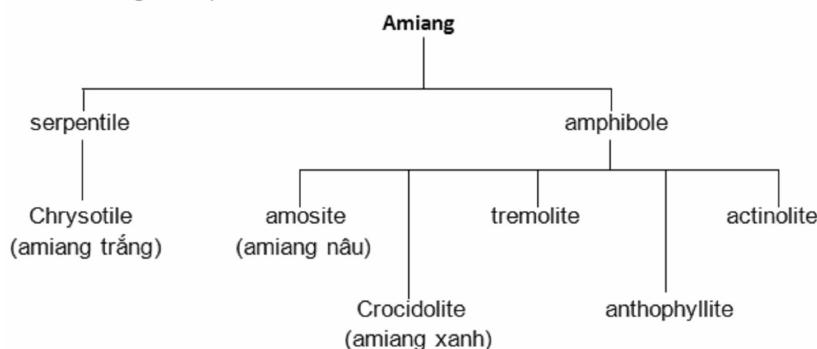 Amiang
serpentile
amphibole
Chrysotile
(amiang trắng)
amosite
(amiang nâu)
tremolite
actinolite
Crocidolite
(amiang xanh)
anthophyllite